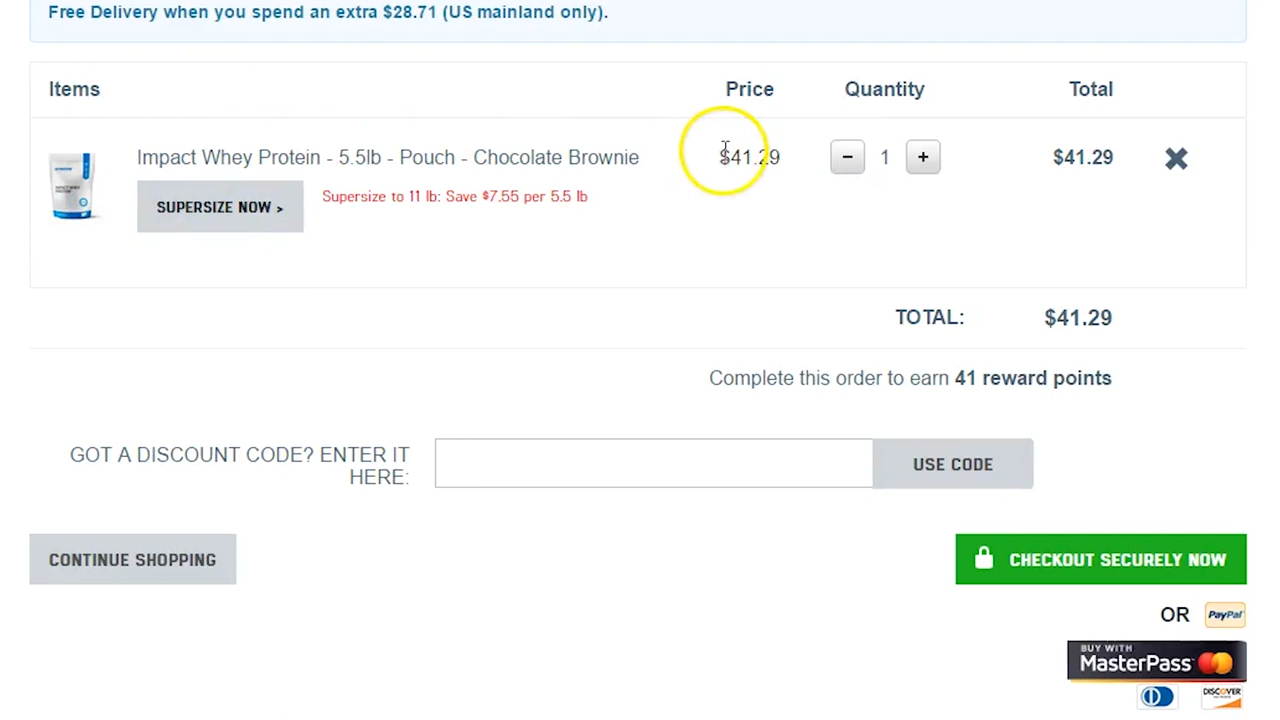 Free Delivery when you spend an extra $28.71 (US mainland only).
Items Price Quantity Total
Impact Whey Protein - 5.5lb - Pouch - Chocolate Brownie $41.29 − 1 + $41.29
SUPERSIZE NOW > Supersize to 11 lb: Save $7.55 per 5.5 lb
TOTAL: $41.29
Complete this order to earn 41 reward points
GOT A DISCOUNT CODE? ENTER IT
HERE:
USE CODE
CONTINUE SHOPPING CHECKOUT SECURELY NOW
OR PayPal
BUY WITH
MasterPass
DISCOVER